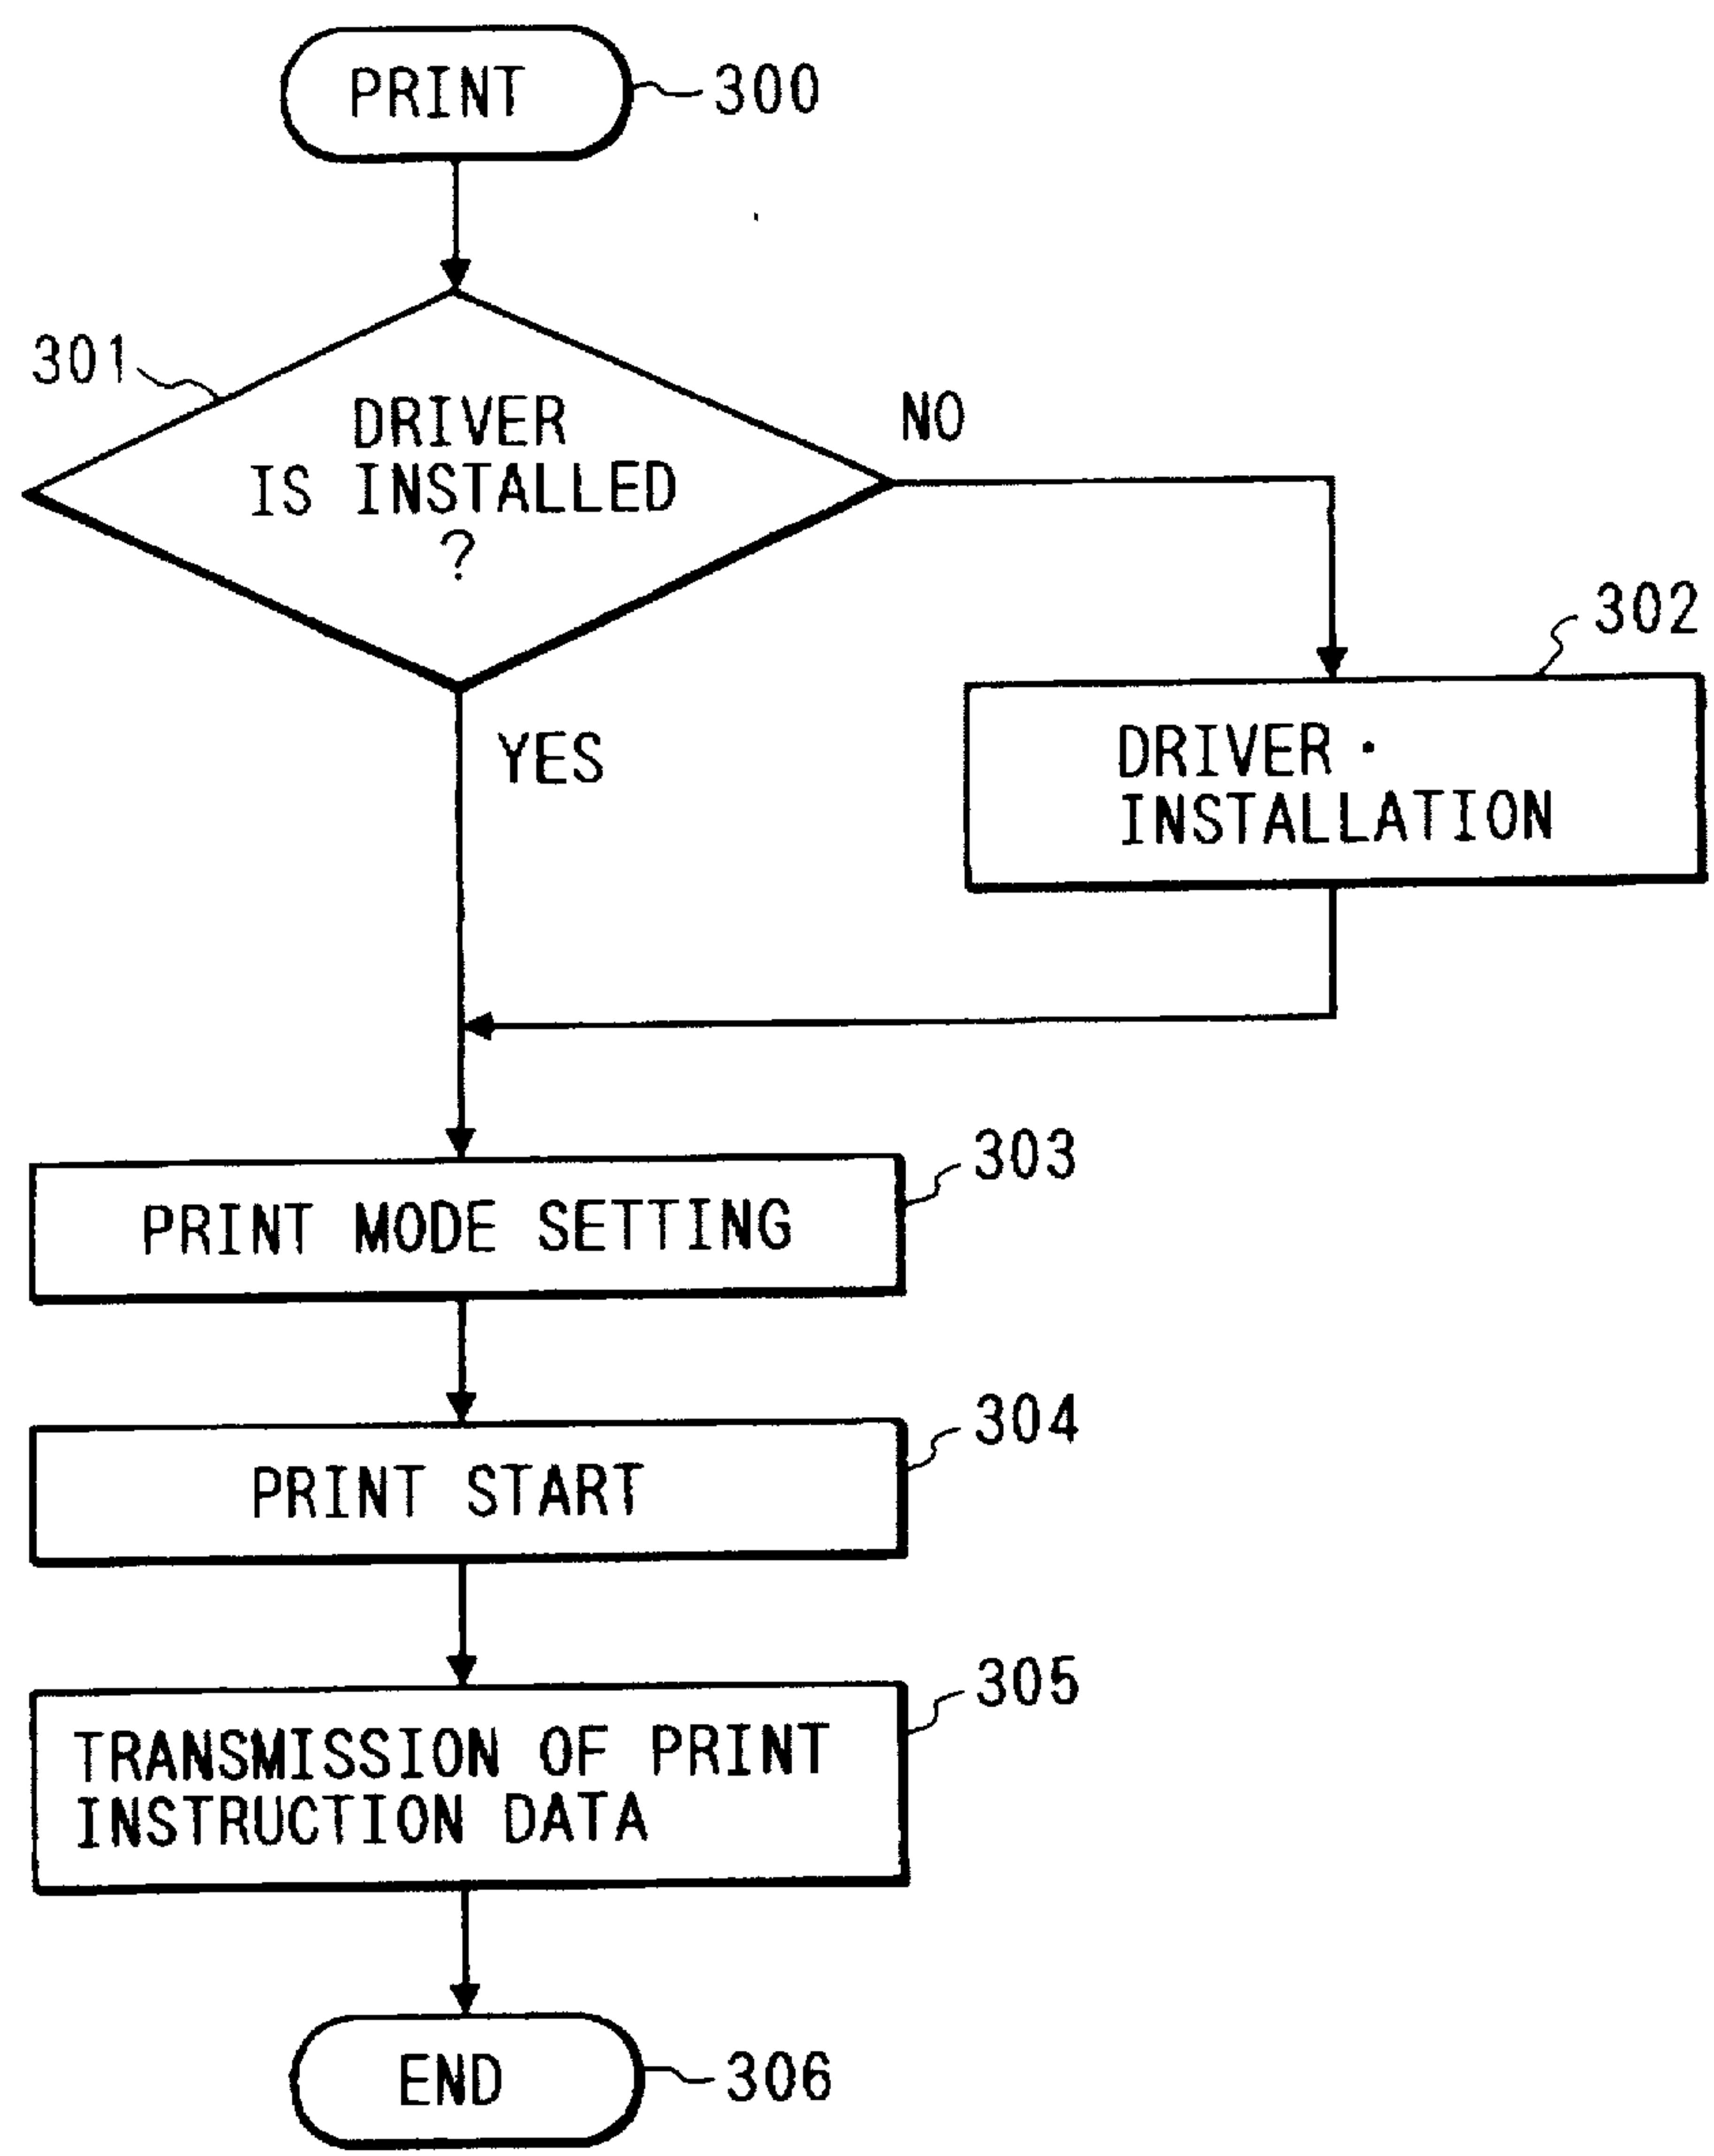 PRINT
300
301
DRIVER
IS INSTALLED
?
NO
YES
302
DRIVER·
INSTALLATION
303
PRINT MODE SETTING
304
PRINT START
305
TRANSMISSION OF PRINT
INSTRUCTION DATA
END
306